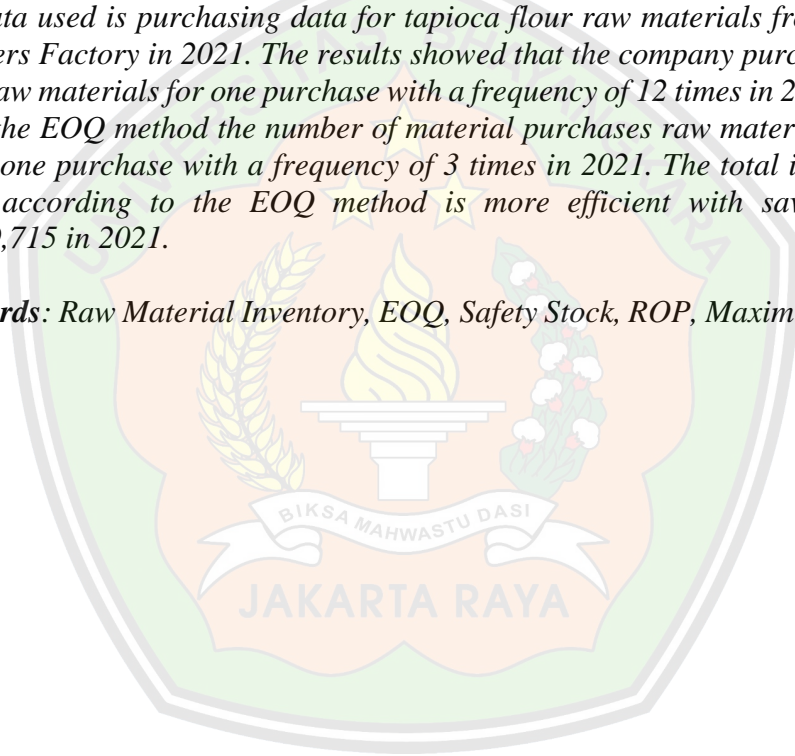 ta used is purchasing data for tapioca flour raw materials fr
ers Factory in 2021. The results showed that the company purc
aw materials for one purchase with a frequency of 12 times in 2
the EOQ method the number of material purchases raw mater
one purchase with a frequency of 3 times in 2021. The total i
according to the EOQ method is more efficient with sav
,715 in 2021.
rds: Raw Material Inventory, EOQ, Safety Stock, ROP, Maxim
UNIVERSITAS BHAYANGKARA
BIKSA MAHWASTU DASI
JAKARTA RAYA